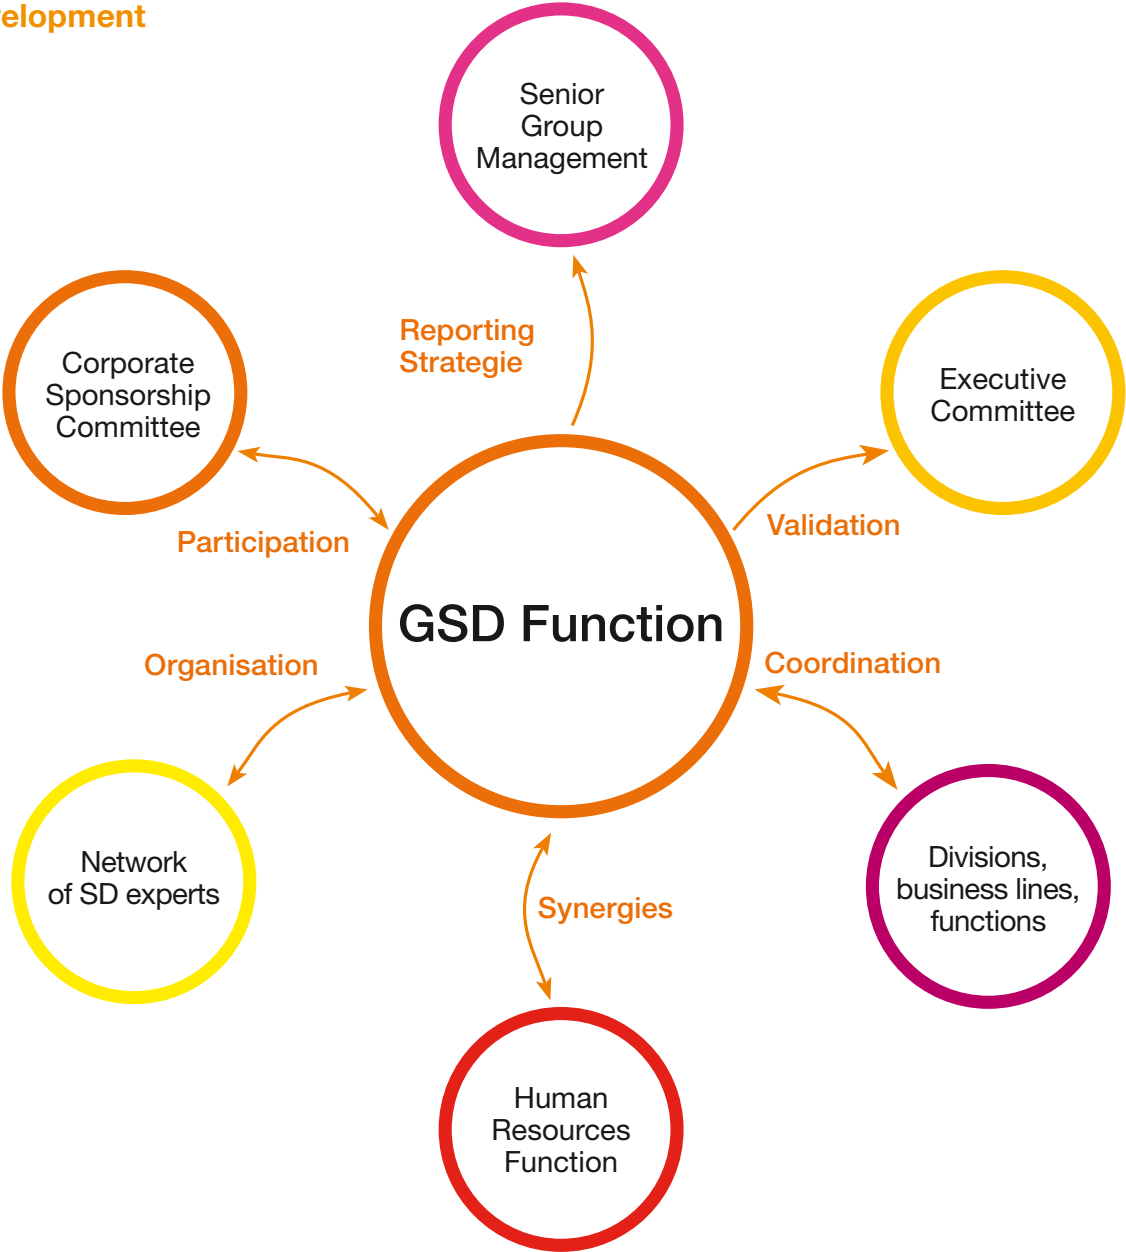 elopment
Senior
Group
Management
Reporting
Strategie
Corporate
Sponsorship
Committee
Executive
Committee
Participation
Validation
GSD Function
Organisation
Coordination
Network
of SD experts
Synergies
Divisions,
business lines,
functions
Human
Resources
Function